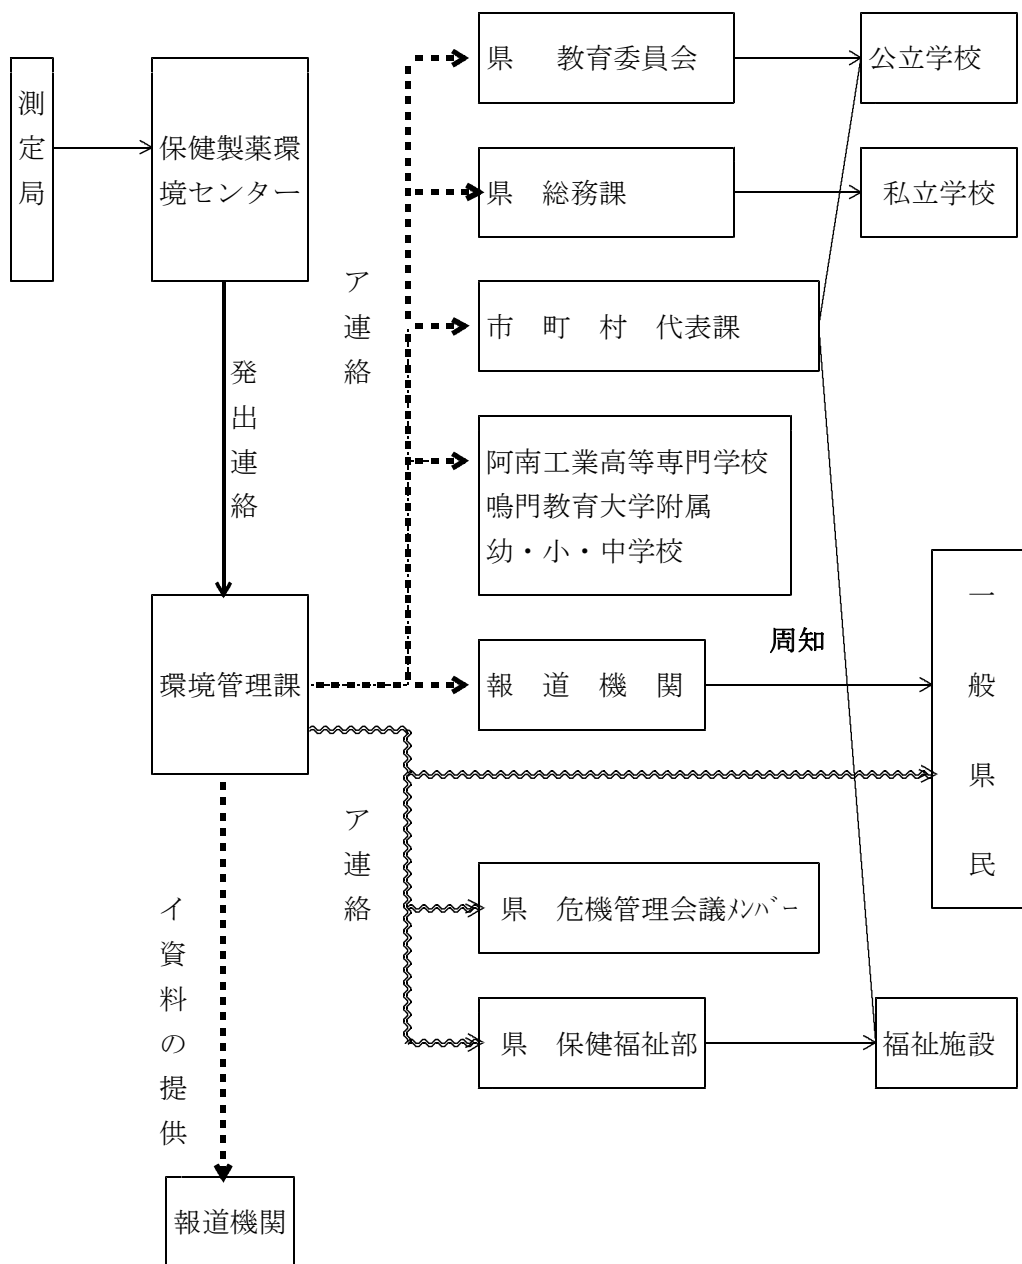 測定局
保健製薬環
境センター
県　教育委員会
公立学校
県　総務課
私立学校
ア連絡
市　町　村　代表課
発出連絡
阿南工業高等専門学校
鳴門教育大学附属
幼・小・中学校
環境管理課
報　道　機　関
周知
一般県民
ア連絡
県　危機管理会議ﾒﾝﾊﾞｰ
県　保健福祉部
福祉施設
イ資料の提供
報道機関